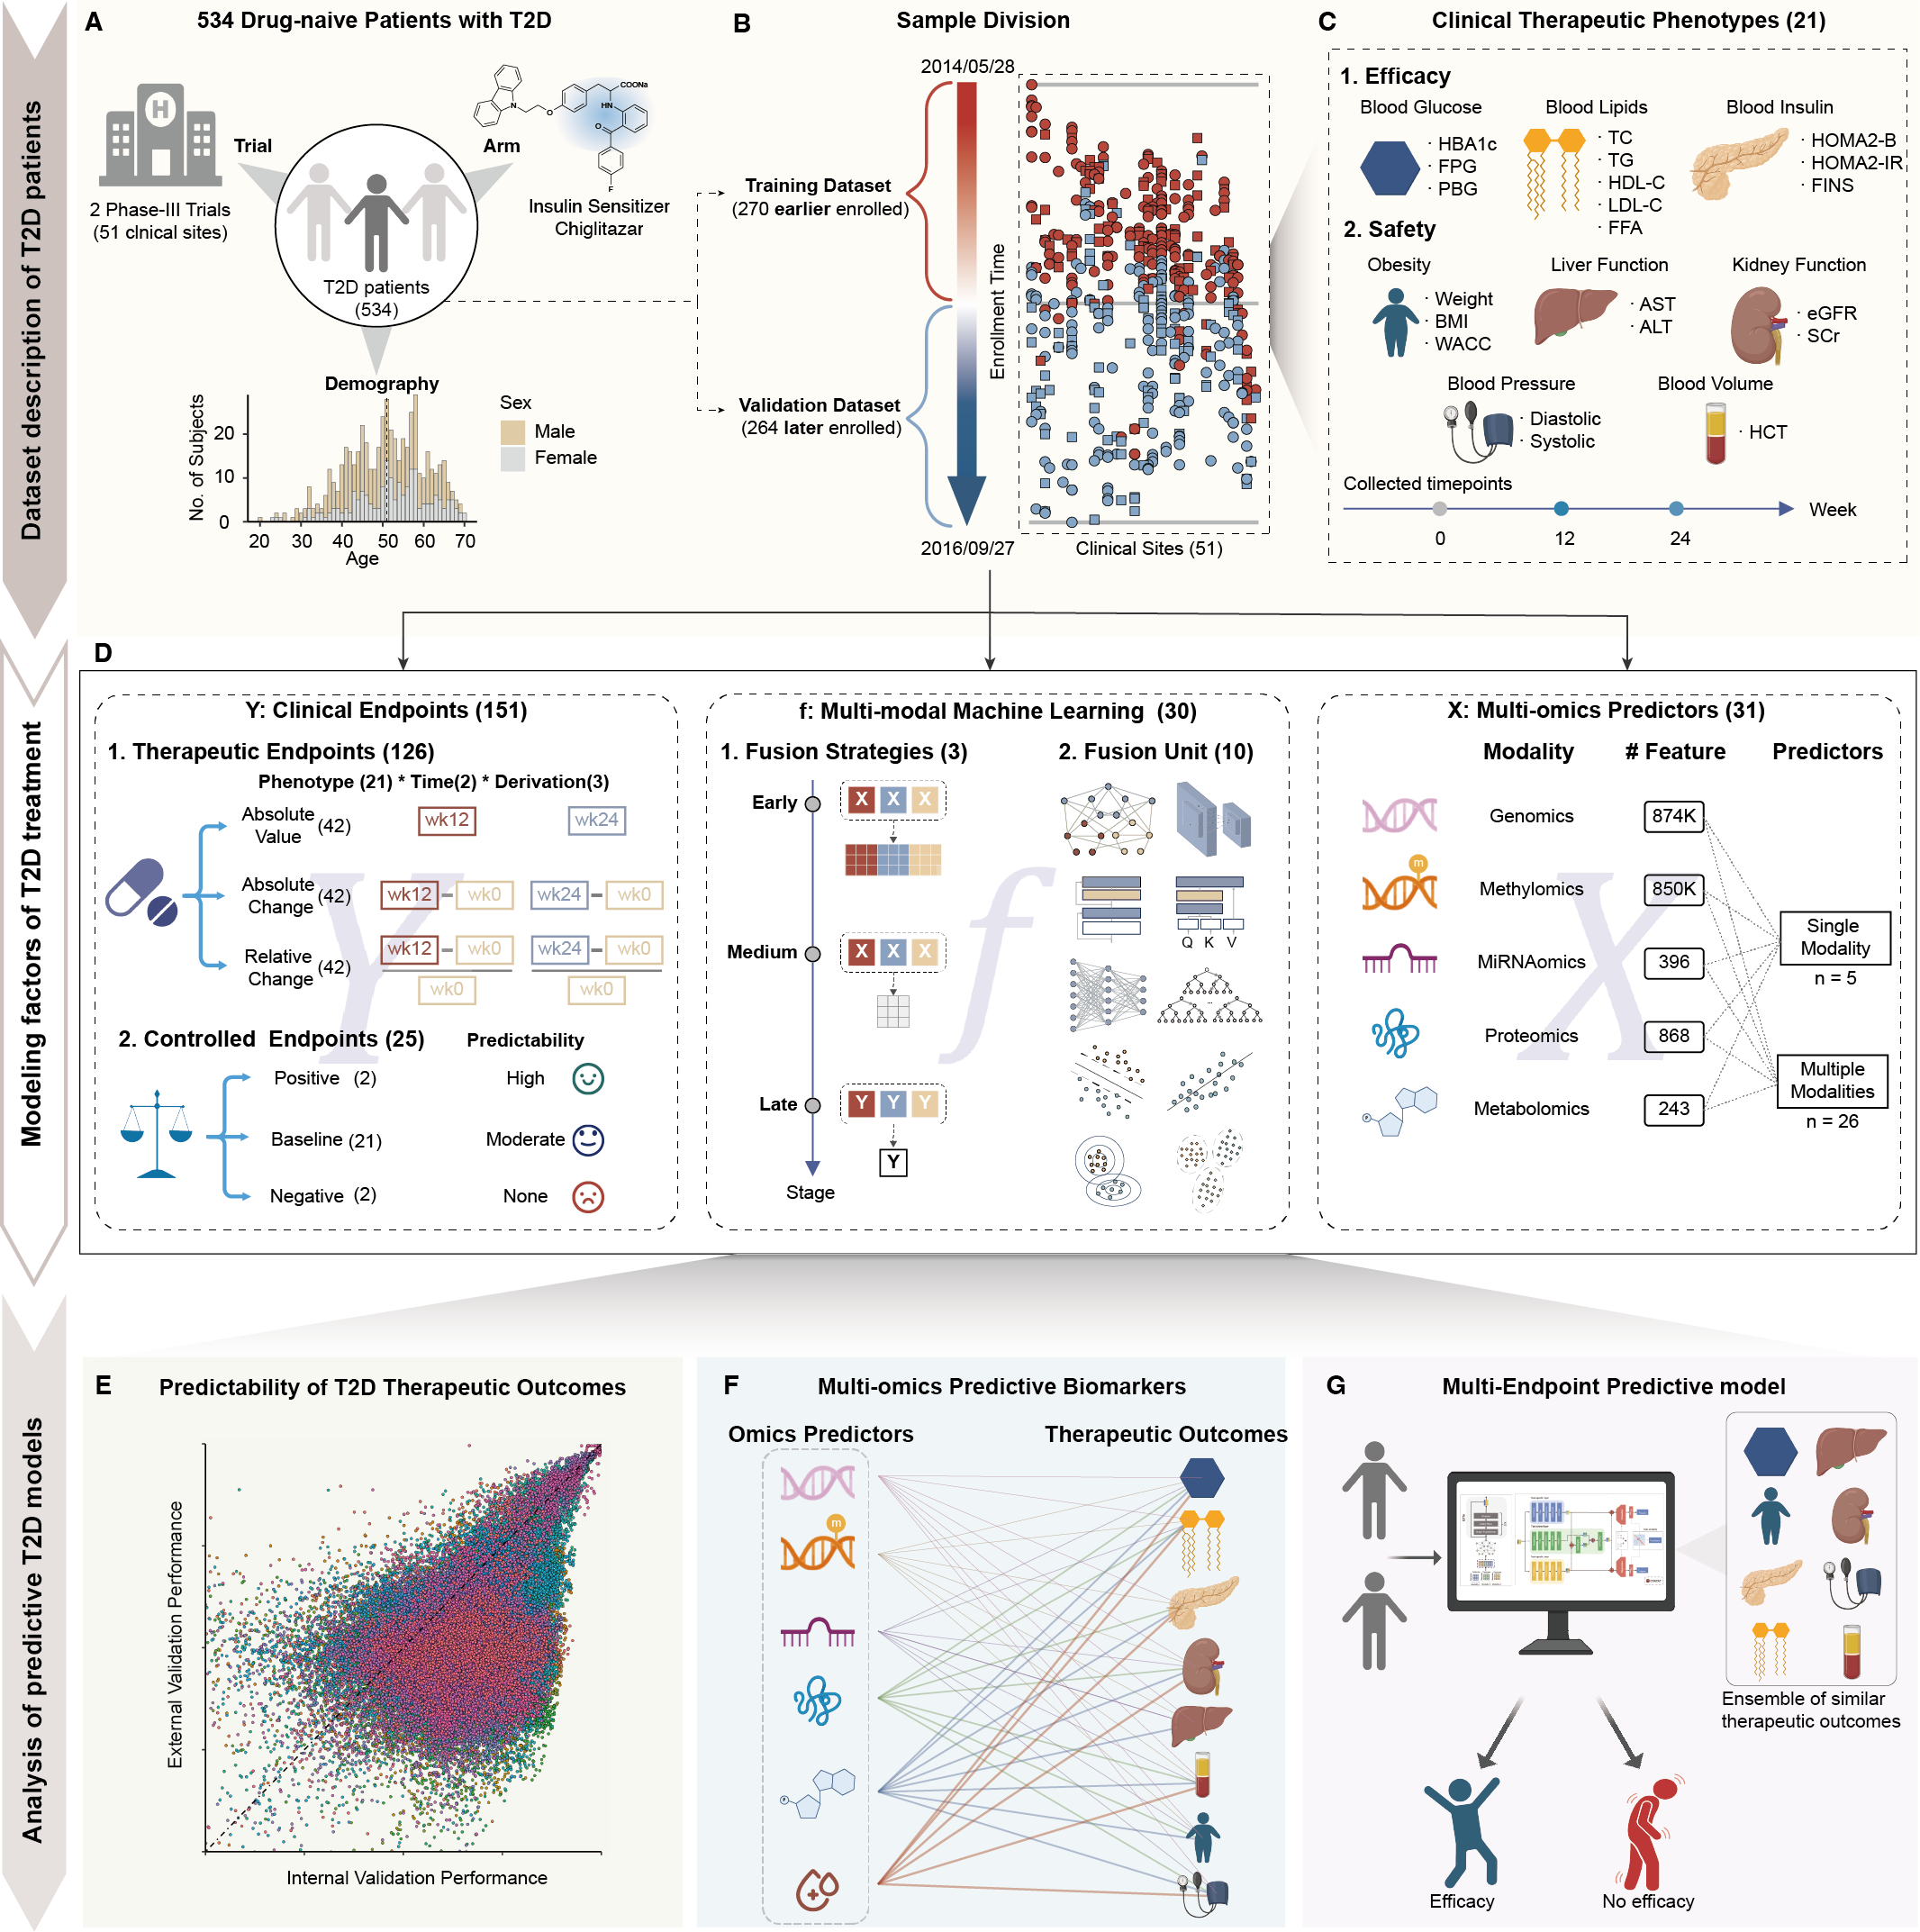 Dataset description of T2D patients
A
534 Drug-naive Patients with T2D
H
Trial
Arm
COONa
HN
N
O
O
F
2 Phase-III Trials
(51 clnical sites)
Insulin Sensitizer
Chiglitazar
T2D patients
(534)
Demography
No. of Subjects
20
10
0
20 30 40 50 60 70
Age
Sex
Male
Female
B
Sample Division
2014/05/28
Training Dataset
(270 earlier enrolled)
Validation Dataset
(264 later enrolled)
Enrollment Time
2016/09/27
Clinical Sites (51)
C
Clinical Therapeutic Phenotypes (21)
1. Efficacy
Blood Glucose
· HBA1c
· FPG
· PBG
Blood Lipids
· TC
· TG
· HDL-C
· LDL-C
· FFA
Blood Insulin
· HOMA2-B
· HOMA2-IR
· FINS
2. Safety
Obesity
· Weight
· BMI
· WACC
Liver Function
· AST
· ALT
Kidney Function
· eGFR
· SCr
Blood Pressure
· Diastolic
· Systolic
Blood Volume
· HCT
Collected timepoints
Week
0 12 24
Modeling factors of T2D treatment
D
Y: Clinical Endpoints (151)
1. Therapeutic Endpoints (126)
Phenotype (21) * Time(2) * Derivation(3)
Y
Absolute
Value
(42)
wk12
wk24
Absolute
Change
(42)
wk12 - wk0
wk24 - wk0
Relative
Change
(42)
wk12 - wk0
wk0
wk24 - wk0
wk0
2. Controlled Endpoints (25)
Predictability
Positive (2)
High
Baseline (21)
Moderate
Negative (2)
None
f: Multi-modal Machine Learning (30)
f
1. Fusion Strategies (3)
Early
X X X
Medium
X X X
Late
Y Y Y
Y
Stage
2. Fusion Unit (10)
Q K V
X: Multi-omics Predictors (31)
X
Modality
# Feature
Predictors
Genomics
874K
m
Methylomics
850K
MiRNAomics
396
Proteomics
868
P
Metabolomics
243
Single
Modality
n = 5
Multiple
Modalities
n = 26
Analysis of predictive T2D models
E
Predictability of T2D Therapeutic Outcomes
External Validation Performance
Internal Validation Performance
F
Multi-omics Predictive Biomarkers
Omics Predictors
Therapeutic Outcomes
m
P
G
Multi-Endpoint Predictive model
Ensemble of similar
therapeutic outcomes
Efficacy
No efficacy